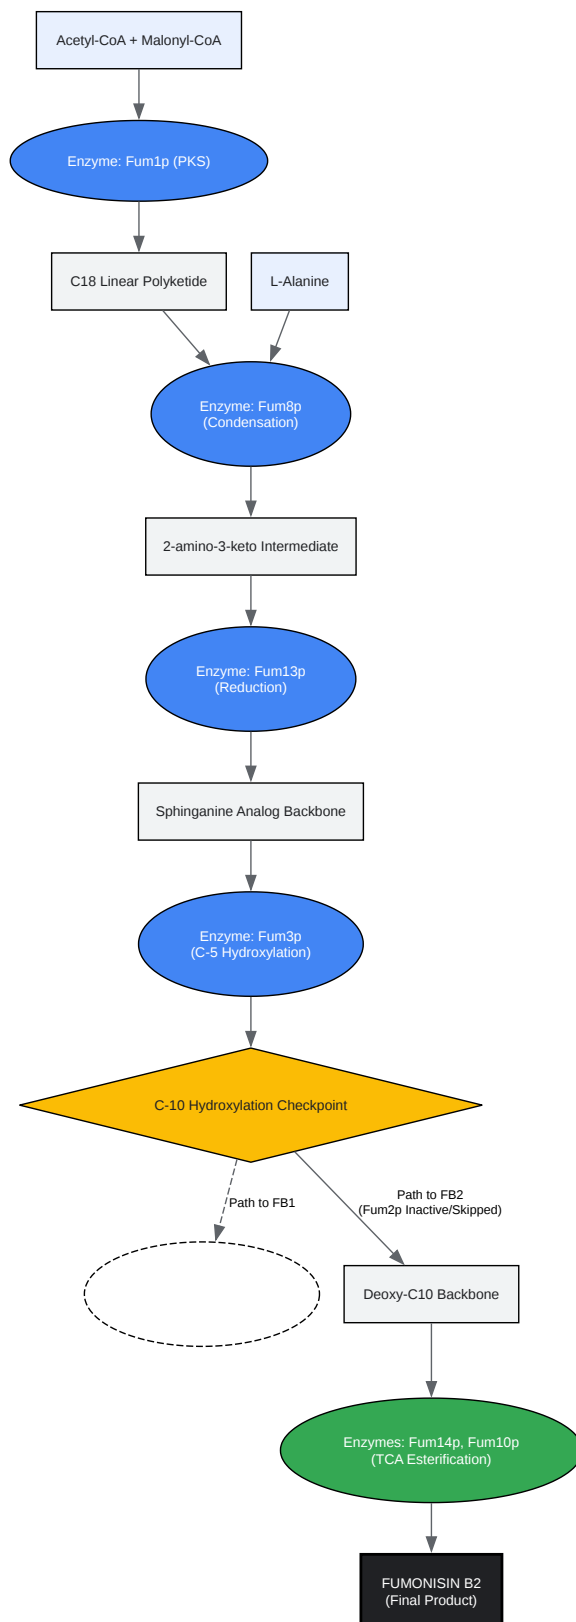 Acetyl-CoA + Malonyl-CoA
Enzyme: Fum1p (PKS)
C18 Linear Polyketide
L-Alanine
Enzyme: Fum8p
(Condensation)
2-amino-3-keto Intermediate
Enzyme: Fum13p
(Reduction)
Sphinganine Analog Backbone
Enzyme: Fum3p
(C-5 Hydroxylation)
C-10 Hydroxylation Checkpoint
Path to FB1
Path to FB2
(Fum2p Inactive/Skipped)
Deoxy-C10 Backbone
Enzymes: Fum14p, Fum10p
(TCA Esterification)
FUMONISIN B2
(Final Product)